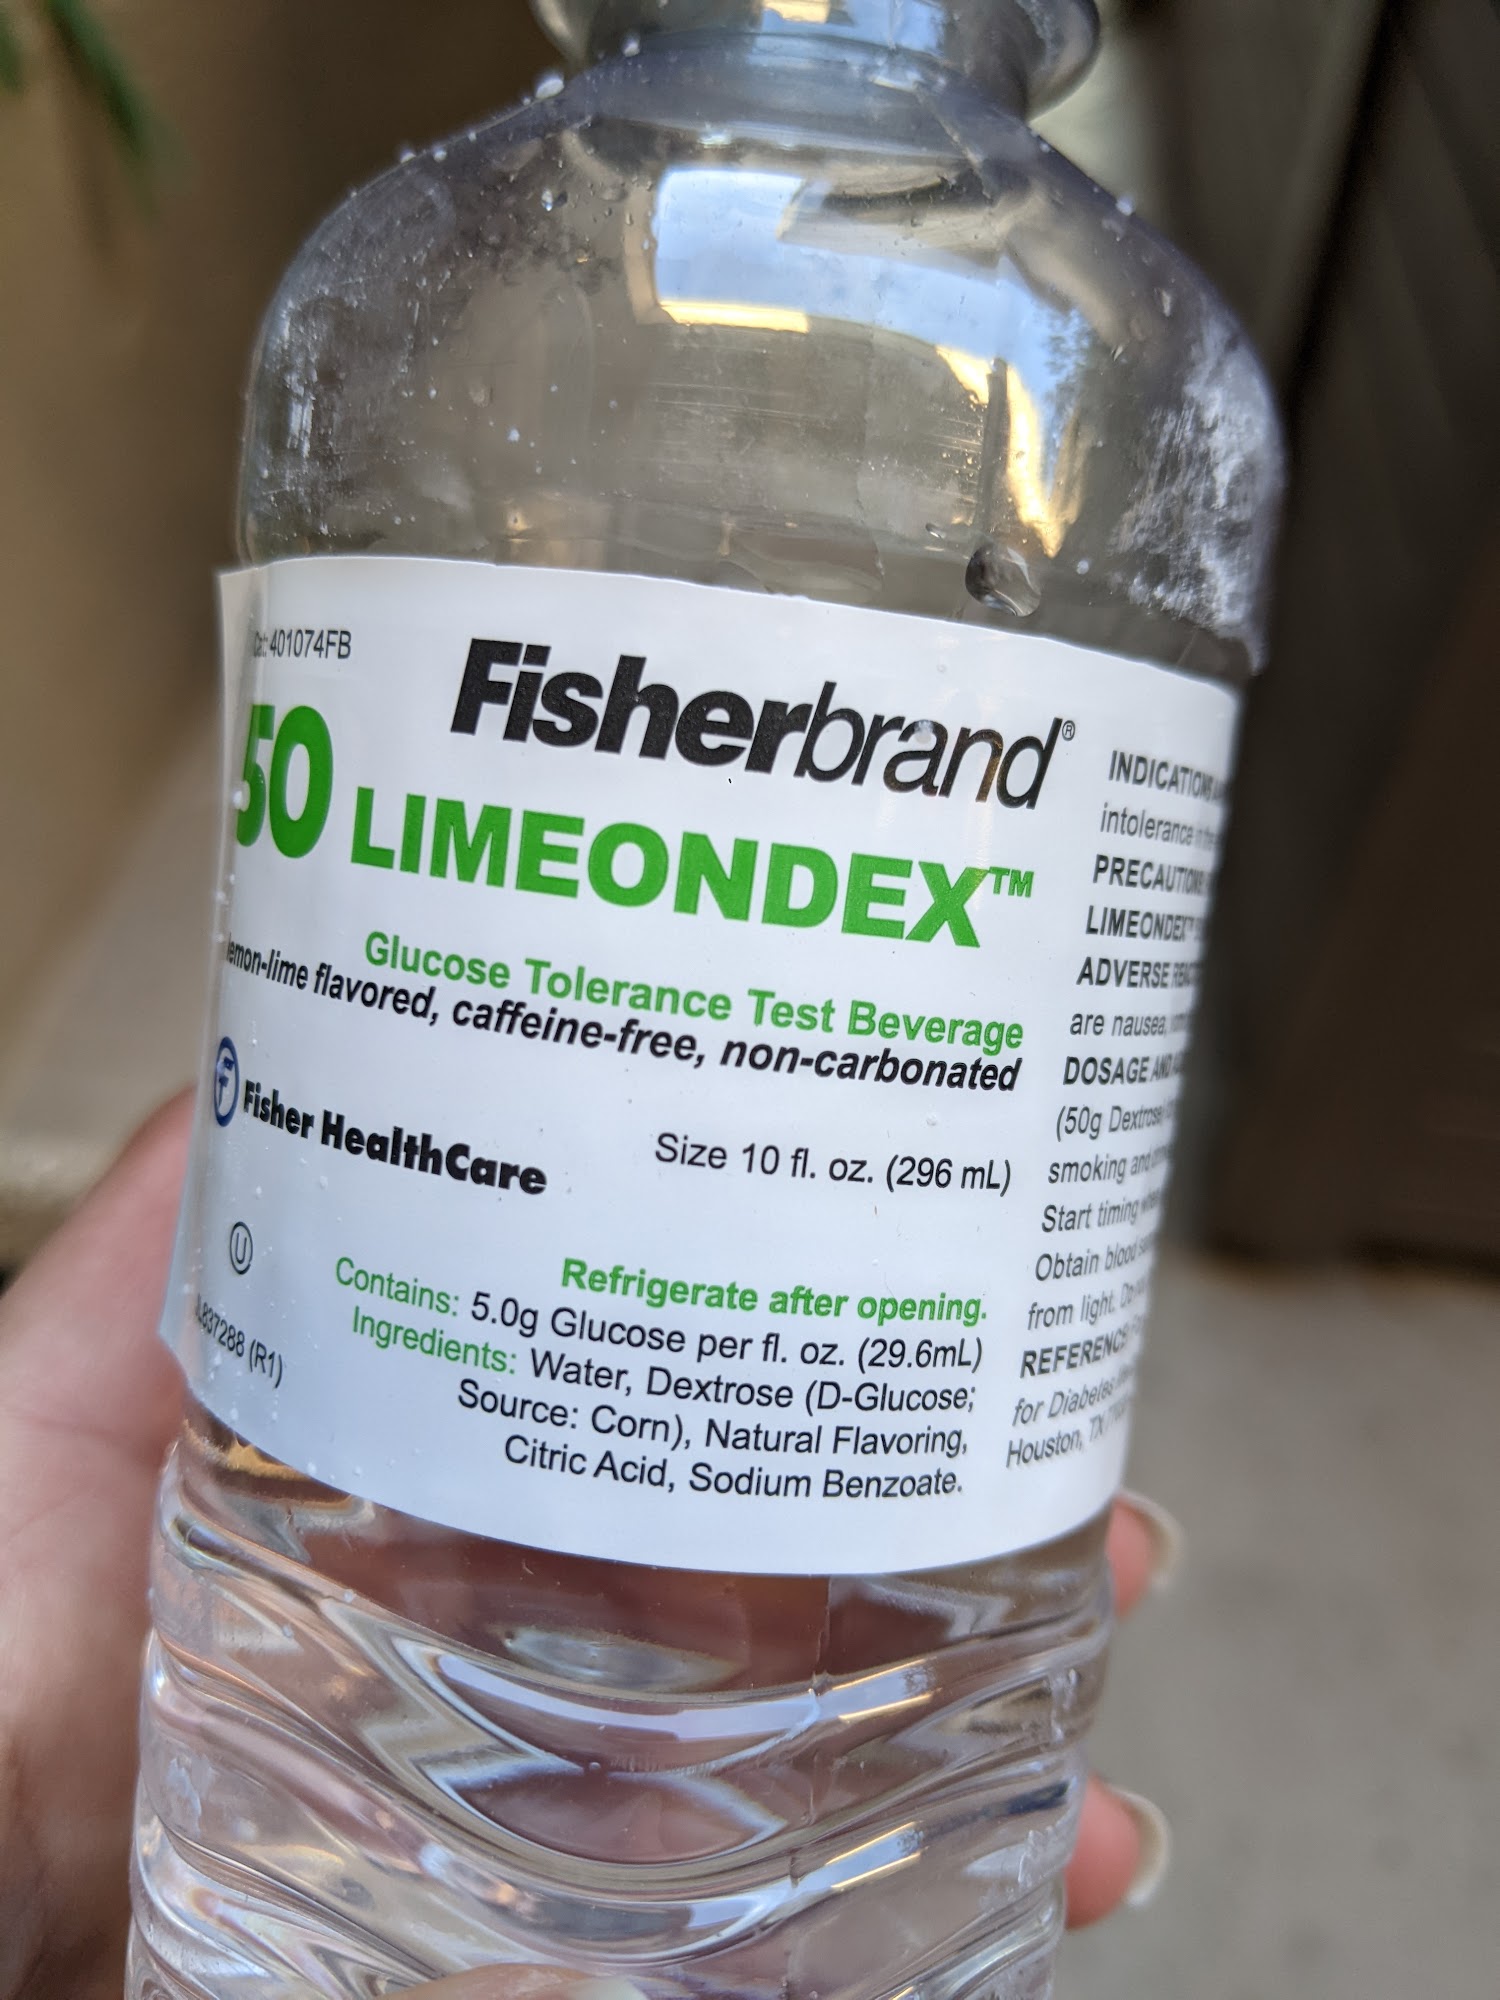 Cat: 401074FB
Fisherbrand®
50 LIMEONDEX™
Glucose Tolerance Test Beverage
lemon-lime flavored, caffeine-free, non-carbonated
F
Fisher HealthCare
Size 10 fl. oz. (296 mL)
U
Refrigerate after opening.
Contains: 5.0g Glucose per fl. oz. (29.6mL)
Ingredients: Water, Dextrose (D-Glucose;
Source: Corn), Natural Flavoring,
Citric Acid, Sodium Benzoate.
(R1)
INDICATIONS
intolerance
PRECAUTIONS
LIMEONDEX™
ADVERSE
are nausea,
DOSAGE AND
(50g Dextrose)
smoking and
Start timing
Obtain blood
from light.
REFERENCE
for Diabetes
Houston, TX